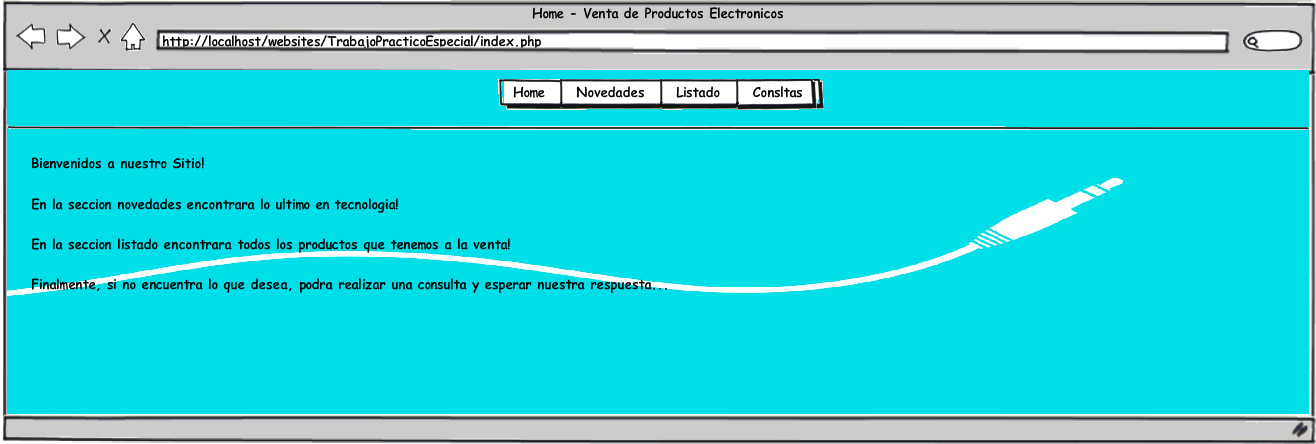 Home - Venta de Productos Electronicos
http://localhost/websites/TrabajoPracticoEspecial/index.php
Home Novedades Listado Consltas
Bienvenidos a nuestro Sitio!
En la seccion novedades encontrara lo ultimo en tecnologia!
En la seccion listado encontrara todos los productos que tenemos a la venta!
Finalmente, si no encuentra lo que desea, podra realizar una consulta y esperar nuestra respuesta...